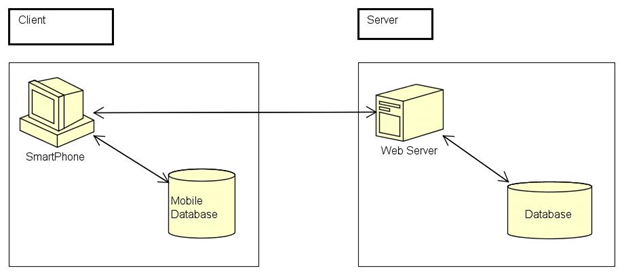 Client
Server
SmartPhone
Web Server
Mobile
Database
Database